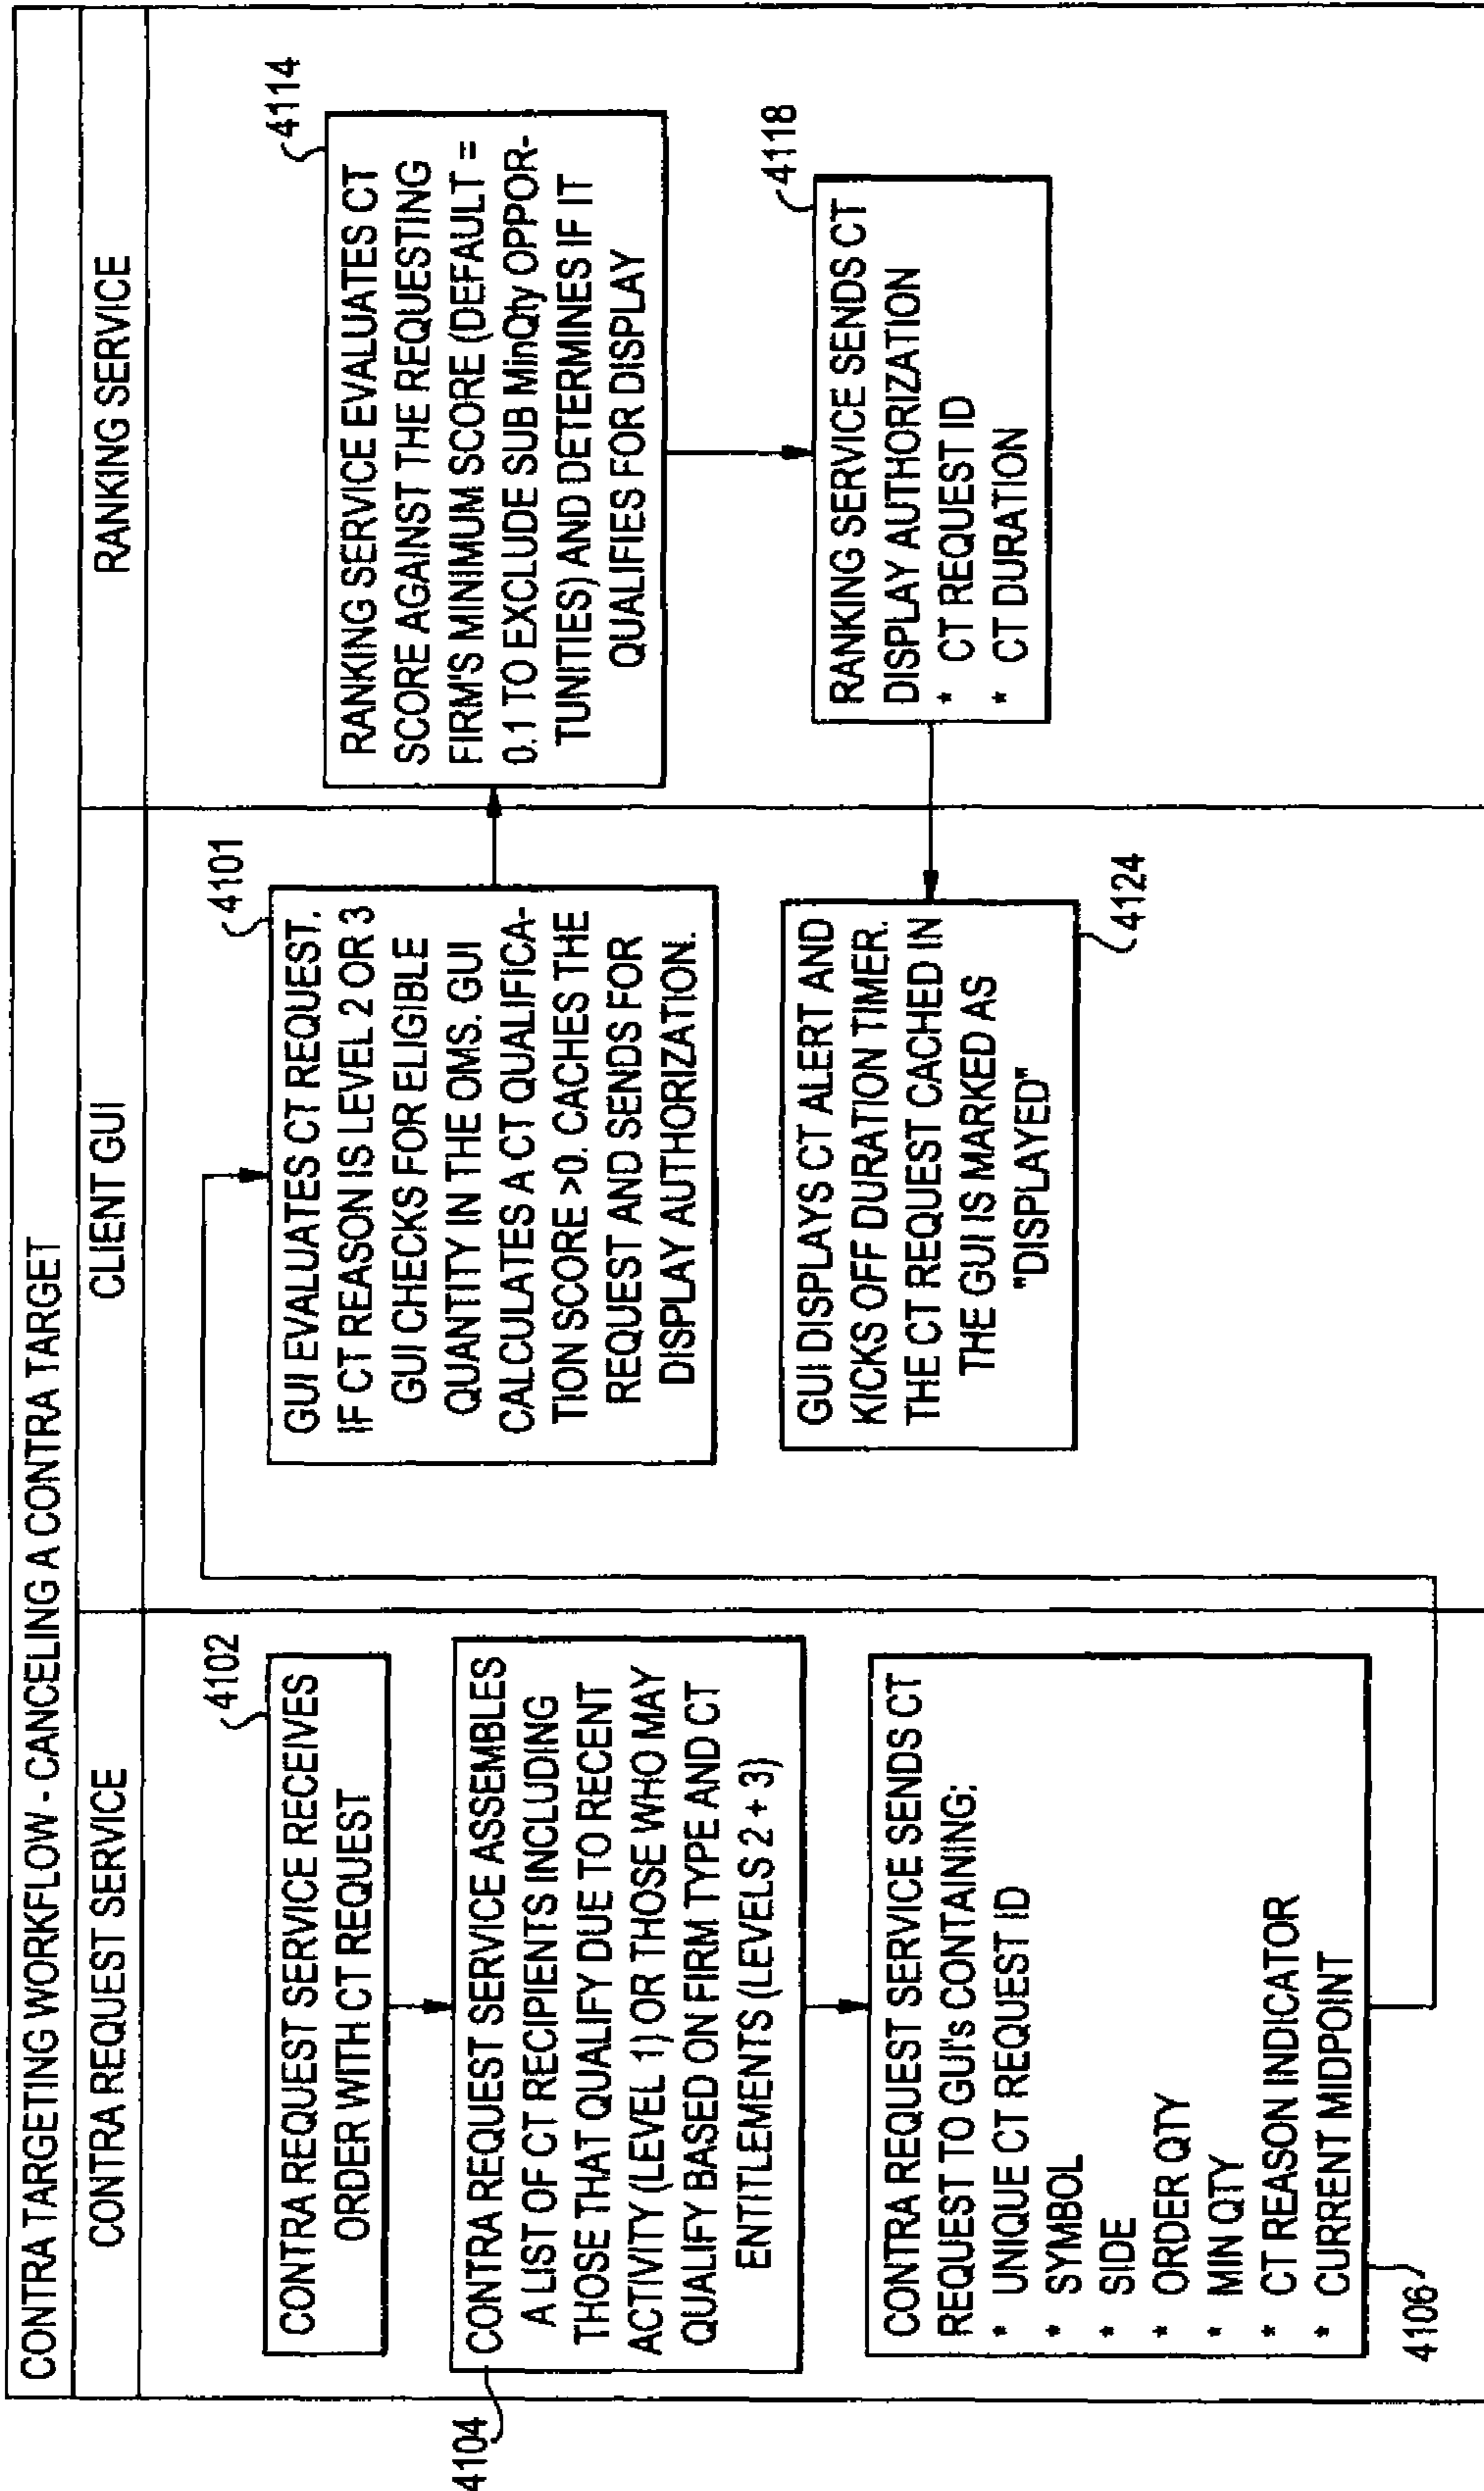 CONTRA TARGETING WORKFLOW - CANCELING A CONTRA TARGET
CONTRA REQUEST SERVICE
CLIENT GUI
RANKING SERVICE
4102
CONTRA REQUEST SERVICE RECEIVES
ORDER WITH CT REQUEST
4104
CONTRA REQUEST SERVICE ASSEMBLES
A LIST OF CT RECIPIENTS INCLUDING
THOSE THAT QUALIFY DUE TO RECENT
ACTIVITY (LEVEL 1) OR THOSE WHO MAY
QUALIFY BASED ON FIRM TYPE AND CT
ENTITLEMENTS (LEVELS 2 + 3)
CONTRA REQUEST SERVICE SENDS CT
REQUEST TO GUI's CONTAINING:
* UNIQUE CT REQUEST ID
* SYMBOL
* SIDE
* ORDER QTY
* MIN QTY
* CT REASON INDICATOR
* CURRENT MIDPOINT
4106
4101
GUI EVALUATES CT REQUEST.
IF CT REASON IS LEVEL 2 OR 3
GUI CHECKS FOR ELIGIBLE
QUANTITY IN THE OMS. GUI
CALCULATES A CT QUALIFICA-
TION SCORE >0. CACHES THE
REQUEST AND SENDS FOR
DISPLAY AUTHORIZATION.
4114
RANKING SERVICE EVALUATES CT
SCORE AGAINST THE REQUESTING
FIRM'S MINIMUM SCORE (DEFAULT =
0.1 TO EXCLUDE SUB MinQty OPPOR-
TUNITIES) AND DETERMINES IF IT
QUALIFIES FOR DISPLAY
4118
RANKING SERVICE SENDS CT
DISPLAY AUTHORIZATION
* CT REQUEST ID
* CT DURATION
GUI DISPLAYS CT ALERT AND
KICKS OFF DURATION TIMER.
THE CT REQUEST CACHED IN
THE GUI IS MARKED AS
"DISPLAYED"
4124